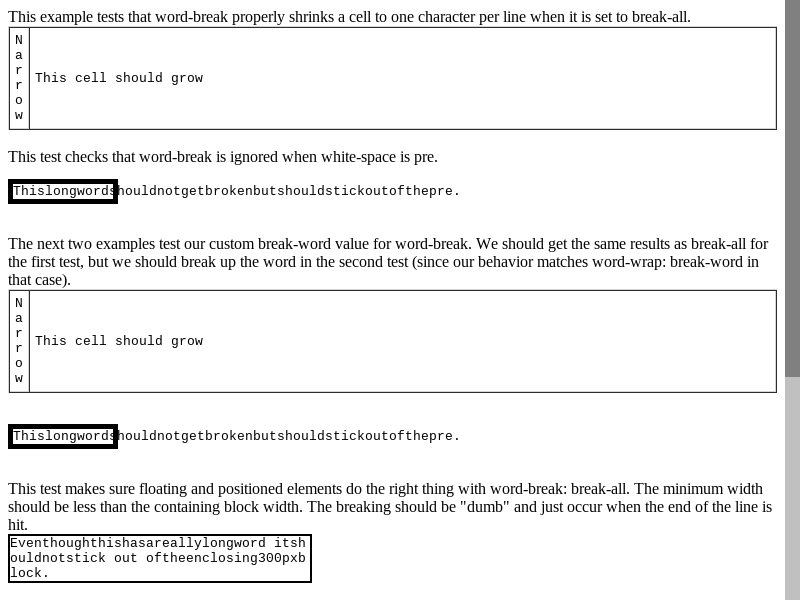 This example tests that word-break properly shrinks a cell to one character per line when it is set to break-all.
N
a
r
r
o
w
This cell should grow
This test checks that word-break is ignored when white-space is pre.
Thislongwordshouldnotgetbrokenbutshouldstickoutofthepre.
The next two examples test our custom break-word value for word-break. We should get the same results as break-all for
the first test, but we should break up the word in the second test (since our behavior matches word-wrap: break-word in
that case).
N
a
r
r
o
w
This cell should grow
Thislongwordshouldnotgetbrokenbutshouldstickoutofthepre.
This test makes sure floating and positioned elements do the right thing with word-break: break-all. The minimum width
should be less than the containing block width. The breaking should be "dumb" and just occur when the end of the line is
hit.
Eventhoughthishasareallylongword itsh
ouldnotstick out oftheenclosing300pxb
lock.